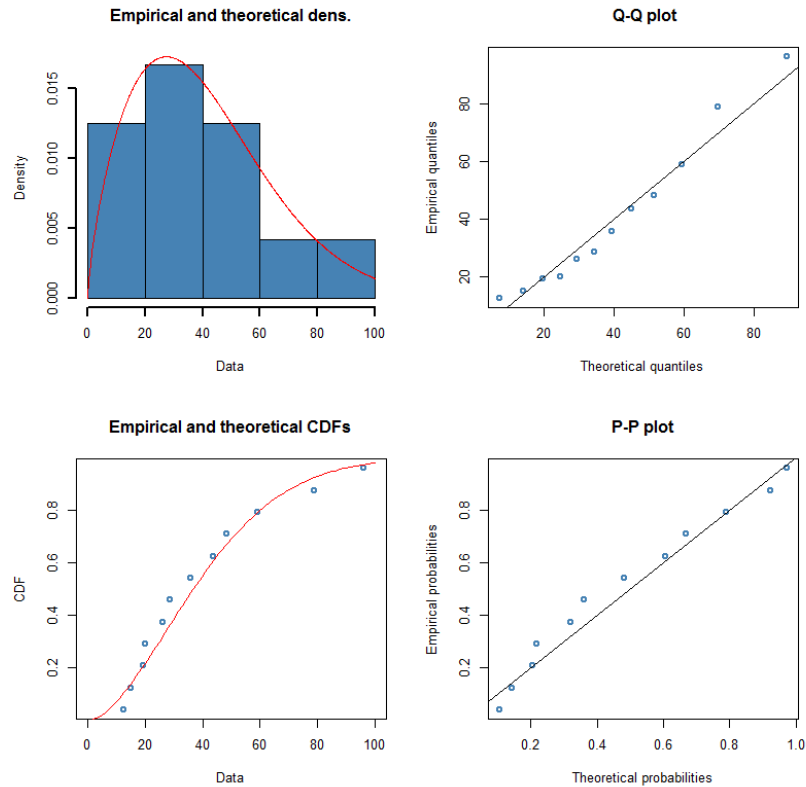 Empirical and theoretical dens.
Density
0.000 0.005 0.010 0.015
0 20 40 60 80 100
Data
Q-Q plot
Empirical quantiles
20 40 60 80
20 40 60 80
Theoretical quantiles
Empirical and theoretical CDFs
CDF
0.2 0.4 0.6 0.8
0 20 40 60 80 100
Data
P-P plot
Empirical probabilities
0.2 0.4 0.6 0.8
0.2 0.4 0.6 0.8 1.0
Theoretical probabilities